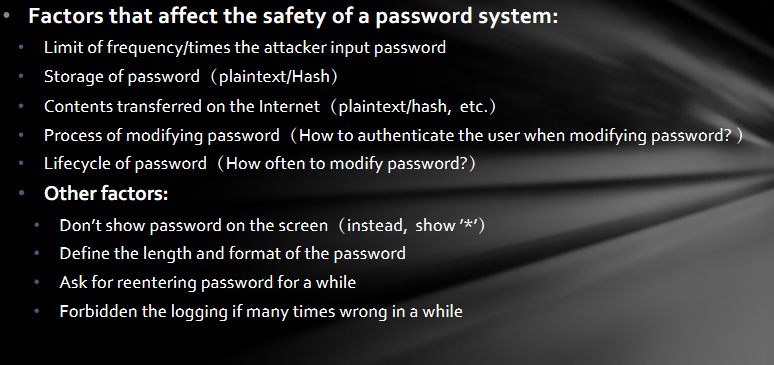 Factors that affect the safety of a password system:
Limit of frequency/times the attacker input password
Storage of password（plaintext/Hash）
Contents transferred on the Internet（plaintext/hash, etc.）
Process of modifying password（How to authenticate the user when modifying password? ）
Lifecycle of password（How often to modify password?）
Other factors:
Don’t show password on the screen（instead, show ‘*’）
Define the length and format of the password
Ask for reentering password for a while
Forbidden the logging if many times wrong in a while